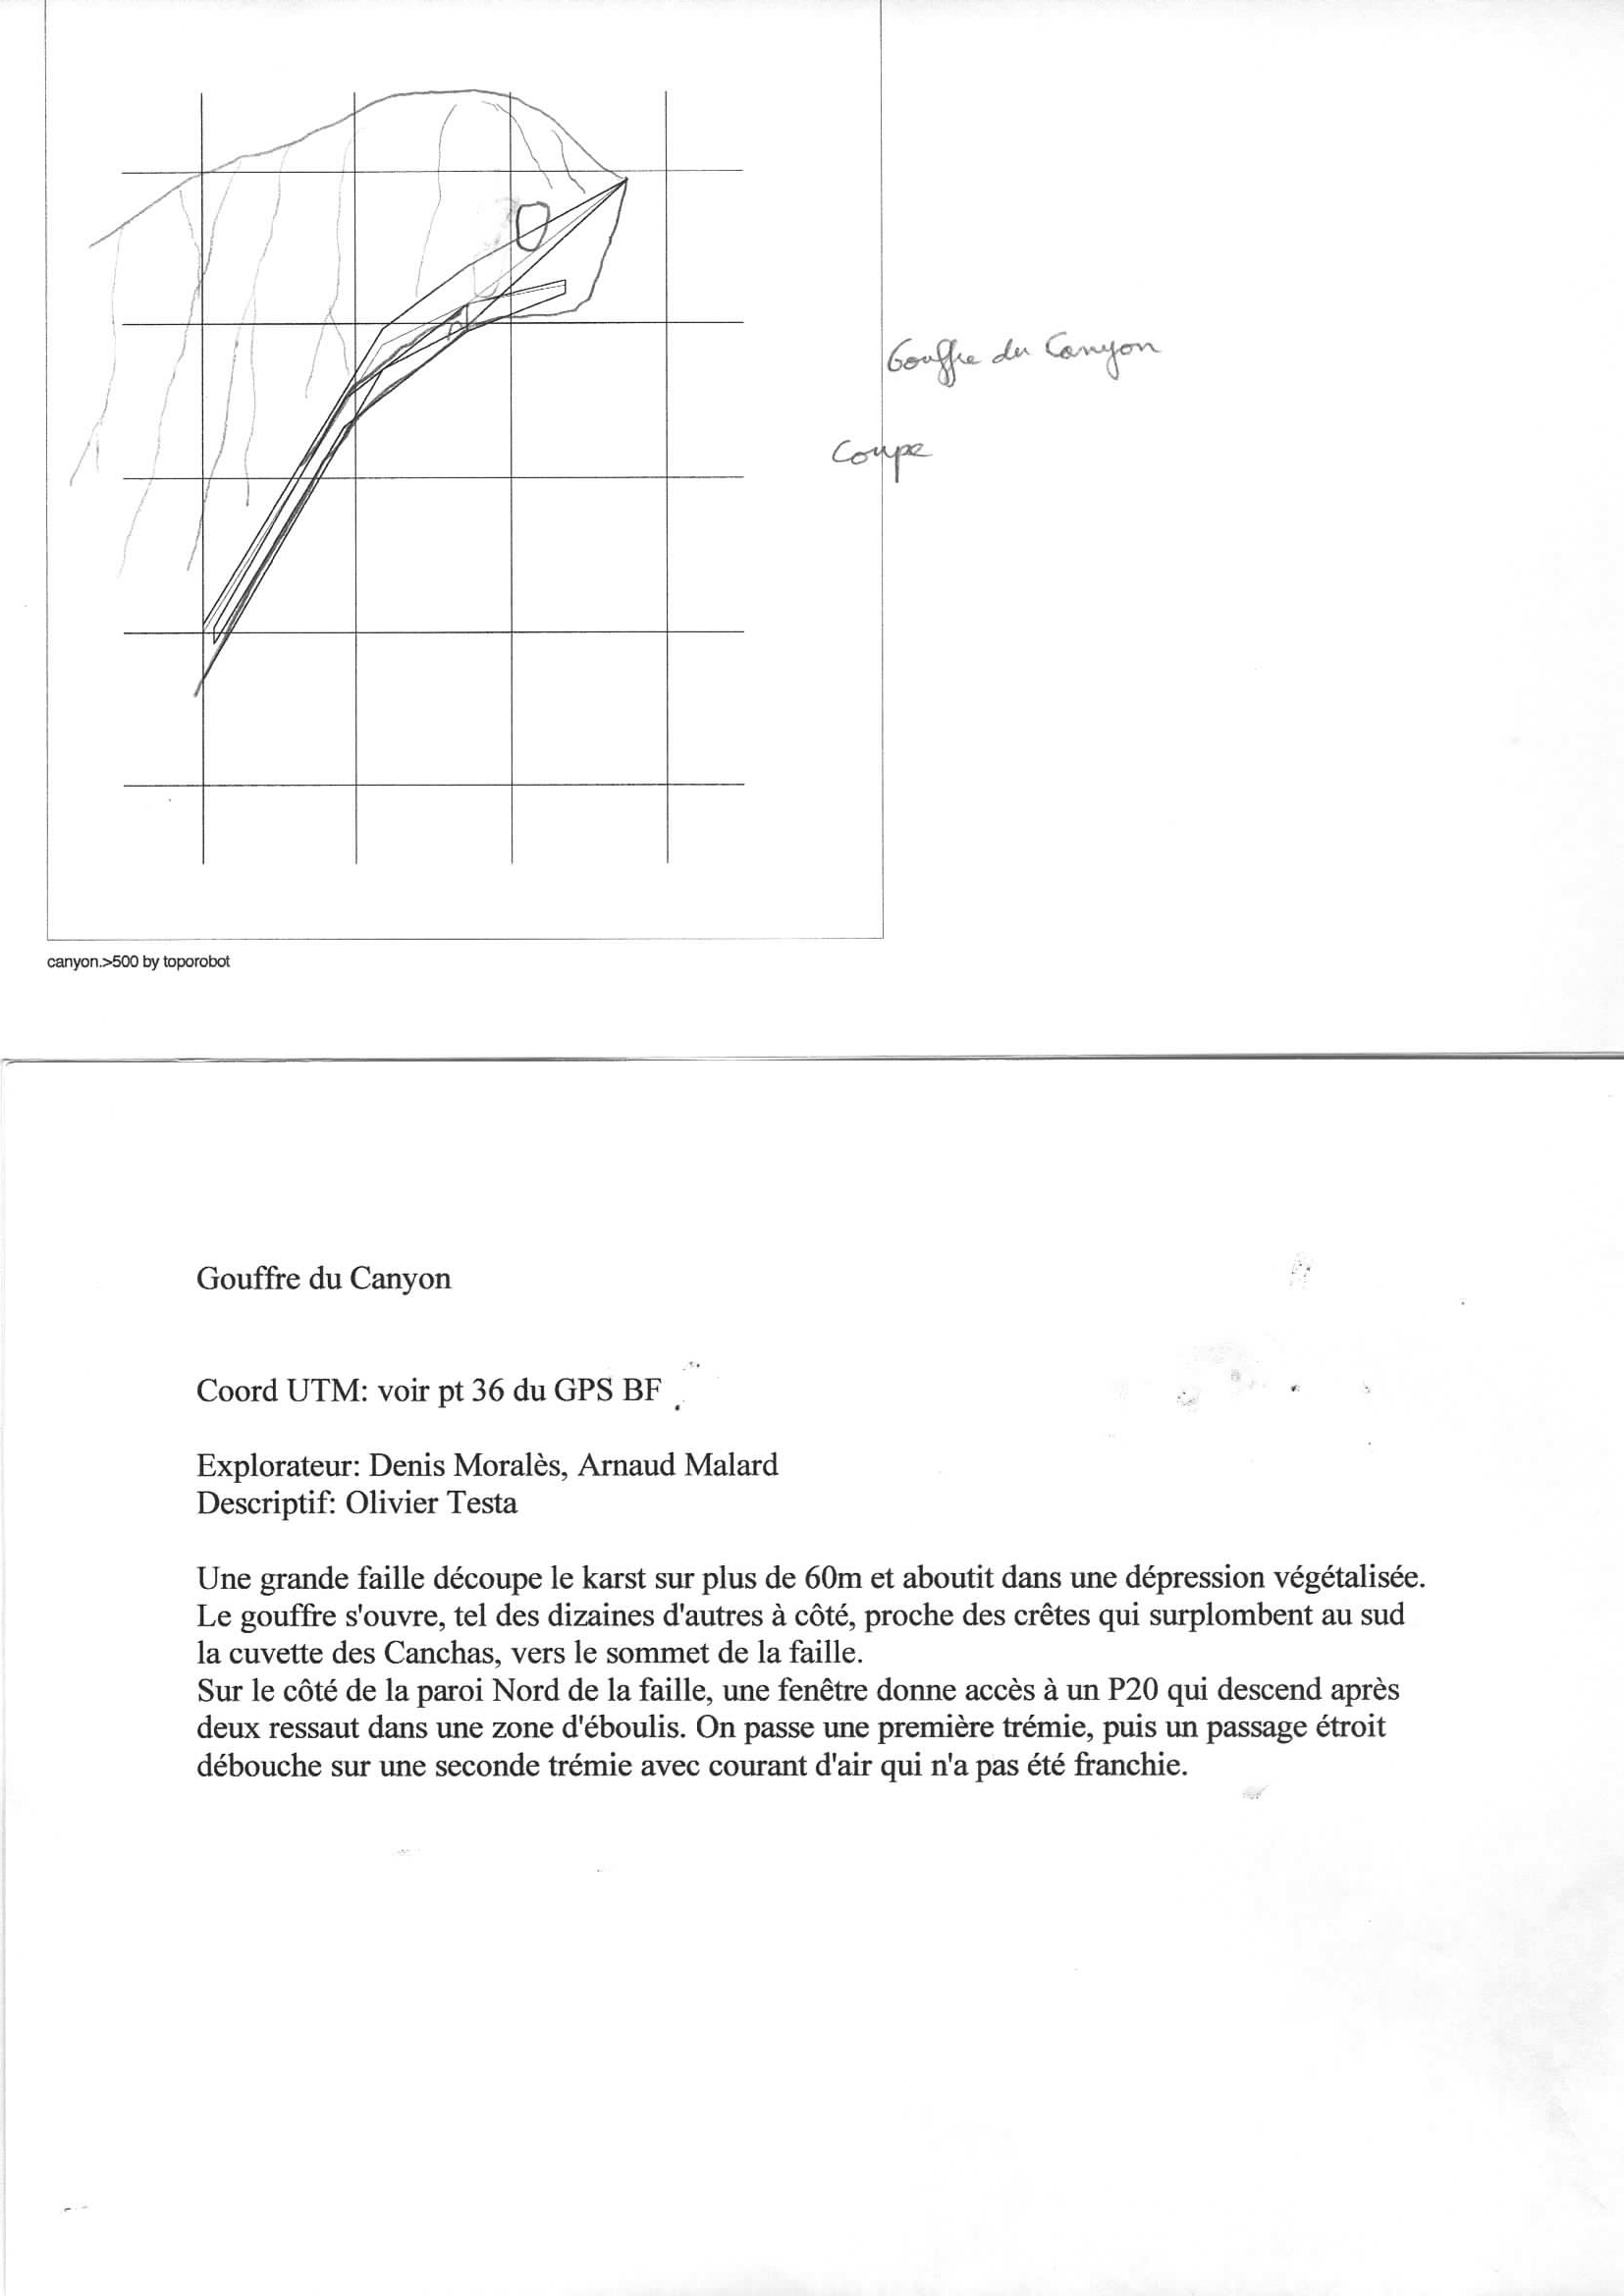 Gouffre du Canyon
Coupe
canyon.>500 by toporobot
Gouffre du Canyon
Coord UTM: voir pt 36 du GPS BF
Explorateur: Denis Moralès, Arnaud Malard
Descriptif: Olivier Testa
Une grande faille découpe le karst sur plus de 60m et aboutit dans une dépression végétalisée.
Le gouffre s'ouvre, tel des dizaines d'autres à côté, proche des crêtes qui surplombent au sud
la cuvette des Canchas, vers le sommet de la faille.
Sur le côté de la paroi Nord de la faille, une fenêtre donne accès à un P20 qui descend après
deux ressaut dans une zone d'éboulis. On passe une première trémie, puis un passage étroit
débouche sur une seconde trémie avec courant d'air qui n'a pas été franchie.